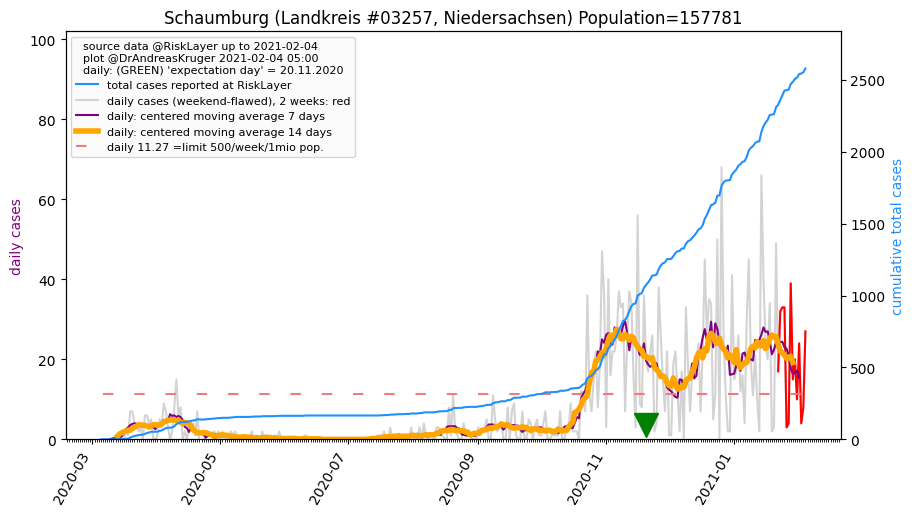 Schaumburg (Landkreis #03257, Niedersachsen) Population=157781
source data @RiskLayer up to 2021-02-04
plot @DrAndreasKruger 2021-02-04 05:00
daily: (GREEN) 'expectation day' = 20.11.2020
total cases reported at RiskLayer
daily cases (weekend-flawed), 2 weeks: red
daily: centered moving average 7 days
daily: centered moving average 14 days
daily 11.27 =limit 500/week/1mio pop.
daily cases
100
80
60
40
20
0
cumulative total cases
2500
2000
1500
1000
500
0
2020-03
2020-05
2020-07
2020-09
2020-11
2021-01